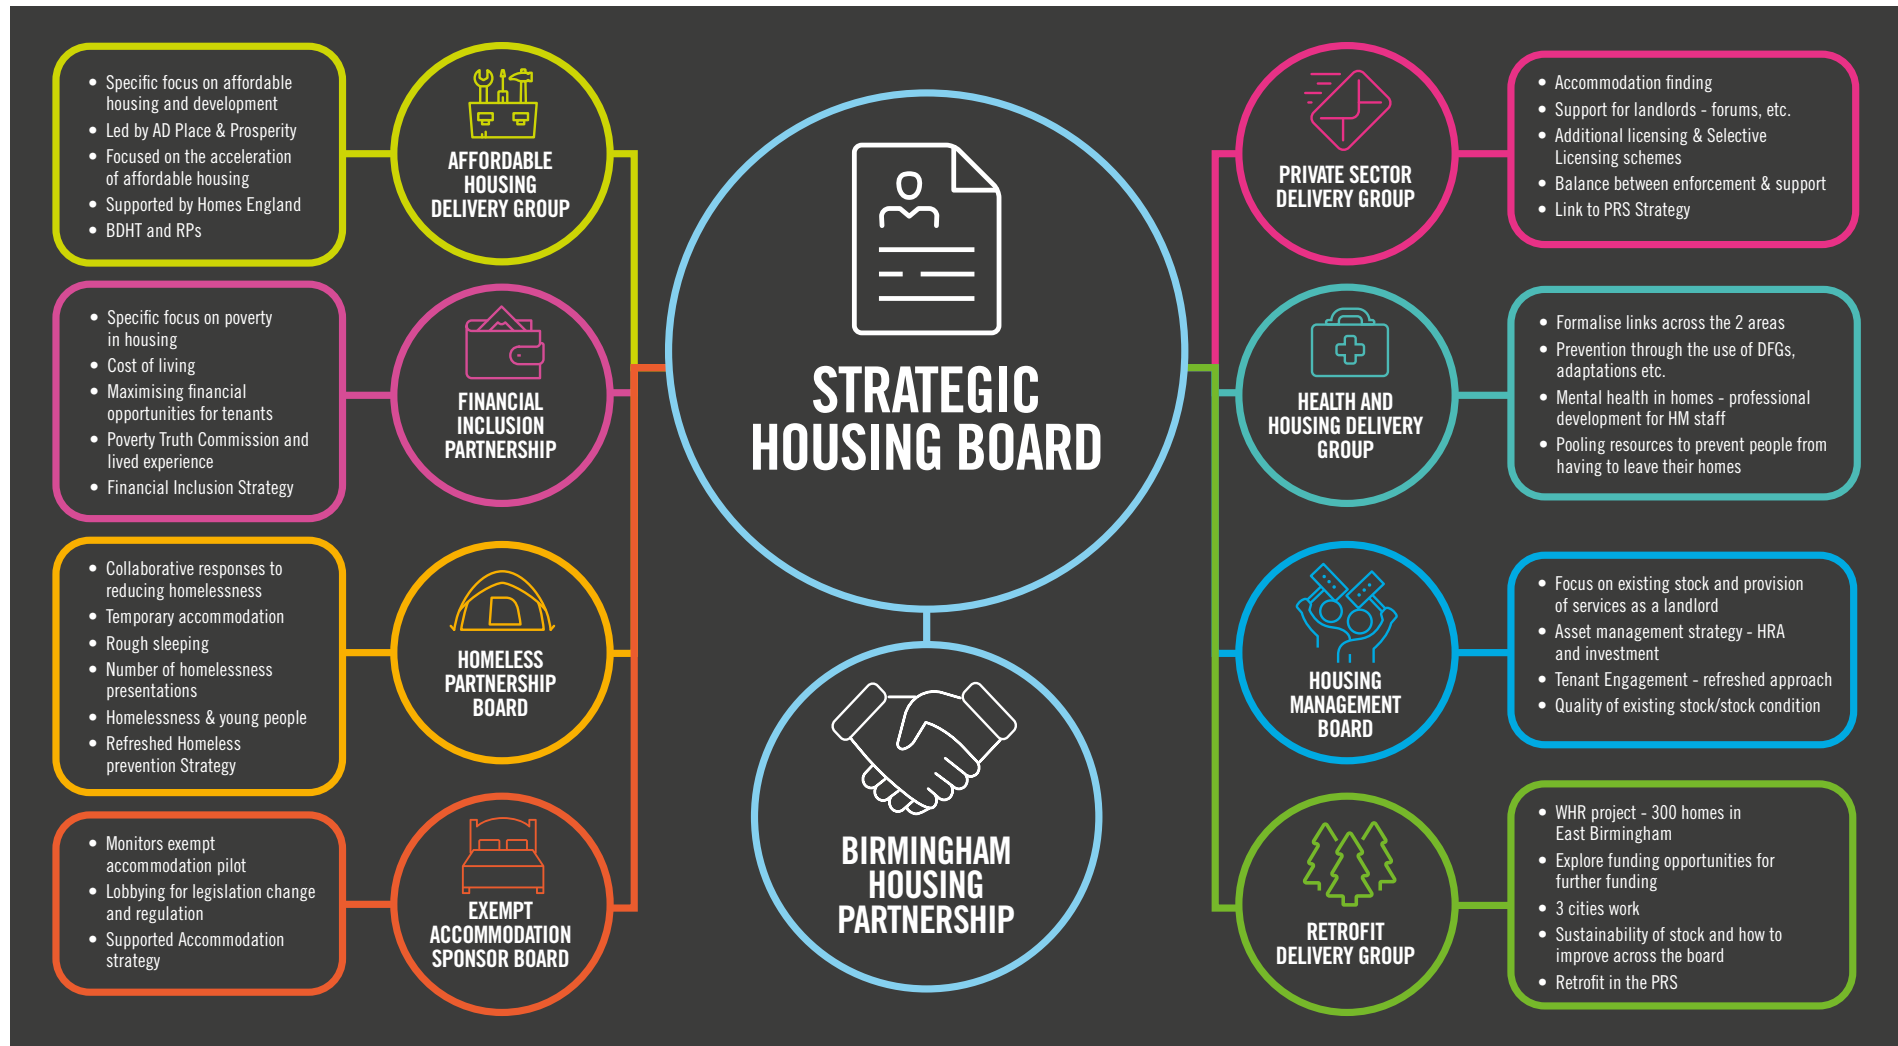 • Specific focus on affordable
housing and development
• Led by AD Place & Prosperity
• Focused on the acceleration
of affordable housing
• Supported by Homes England
• BDHT and RPs
AFFORDABLE
HOUSING
DELIVERY GROUP
• Specific focus on poverty
in housing
• Cost of living
• Maximising financial
opportunities for tenants
• Poverty Truth Commission and
lived experience
• Financial Inclusion Strategy
FINANCIAL
INCLUSION
PARTNERSHIP
• Collaborative responses to
reducing homelessness
• Temporary accommodation
• Rough sleeping
• Number of homelessness
presentations
• Homelessness & young people
• Refreshed Homeless
prevention Strategy
HOMELESS
PARTNERSHIP
BOARD
• Monitors exempt
accommodation pilot
• Lobbying for legislation change
and regulation
• Supported Accommodation
strategy
EXEMPT
ACCOMMODATION
SPONSOR BOARD
STRATEGIC
HOUSING BOARD
BIRMINGHAM
HOUSING
PARTNERSHIP
PRIVATE SECTOR
DELIVERY GROUP
• Accommodation finding
• Support for landlords - forums, etc.
• Additional licensing & Selective
Licensing schemes
• Balance between enforcement & support
• Link to PRS Strategy
HEALTH AND
HOUSING DELIVERY
GROUP
• Formalise links across the 2 areas
• Prevention through the use of DFGs,
adaptations etc.
• Mental health in homes - professional
development for HM staff
• Pooling resources to prevent people from
having to leave their homes
HOUSING
MANAGEMENT
BOARD
• Focus on existing stock and provision
of services as a landlord
• Asset management strategy - HRA
and investment
• Tenant Engagement - refreshed approach
• Quality of existing stock/stock condition
RETROFIT
DELIVERY GROUP
• WHR project - 300 homes in
East Birmingham
• Explore funding opportunities for
further funding
• 3 cities work
• Sustainability of stock and how to
improve across the board
• Retrofit in the PRS